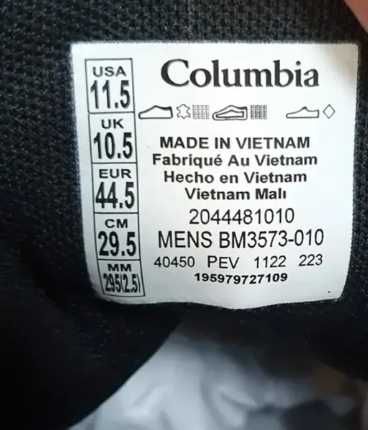 USA
11.5
UK
10.5
EUR
44.5
CM
29.5
MM
295(2.5)
Columbia
MADE IN VIETNAM
Fabriqué Au Vietnam
Hecho en Vietnam
Vietnam Malı
2044481010
MENS BM3573-010
40450 PEV 1122 223
195979727109